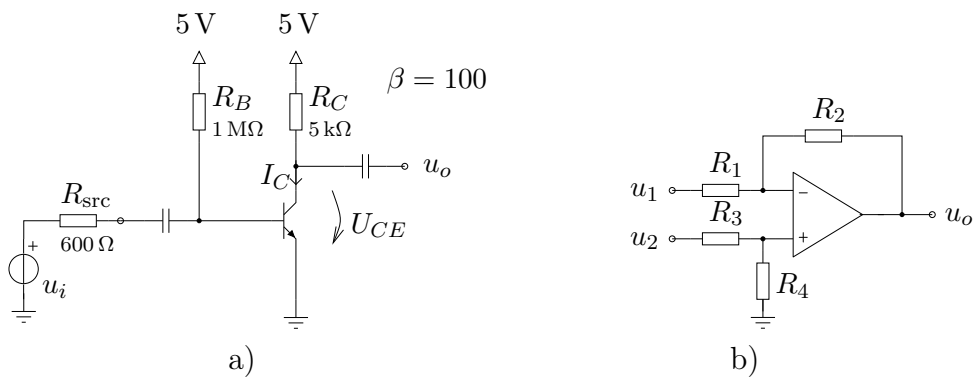 5 V 5 V
β = 100
R_B
1 MΩ
R_C
5 kΩ
I_C
u_o
R_src
600 Ω
U_CE
+
u_i
a)
R_2
R_1
u_1
−
R_3
u_2
+
u_o
R_4
b)